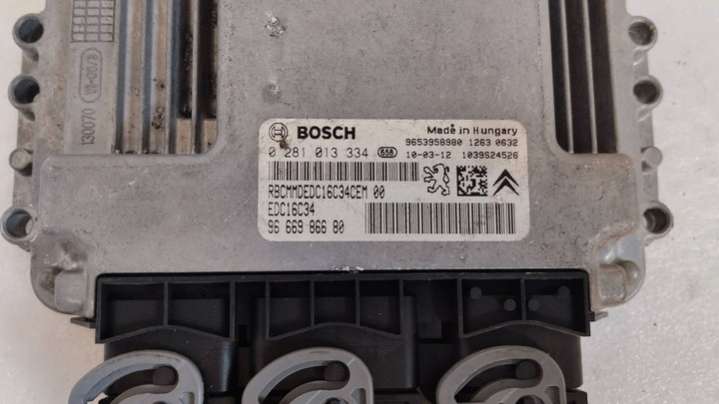 BOSCH
Made in Hungary
9653958980 1263 0632
0 281 013 334
10-03-12 1039S24526
RBCMMDEDC16C34CEM 00
EDC16C34
96 669 866 80
130070